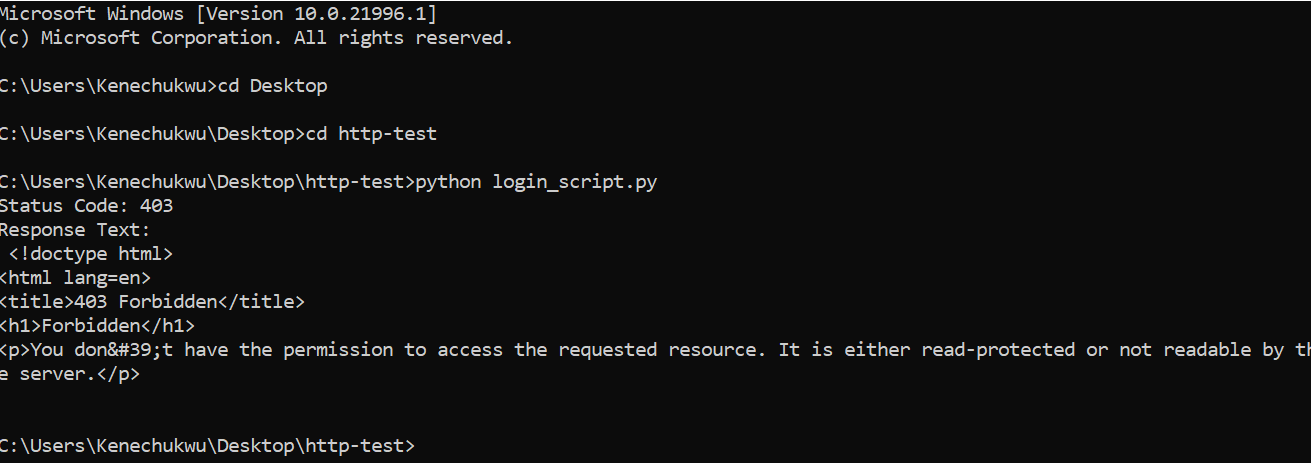 Microsoft Windows [Version 10.0.21996.1]
(c) Microsoft Corporation. All rights reserved.
C:\Users\Kenechukwu>cd Desktop
C:\Users\Kenechukwu\Desktop>cd http-test
C:\Users\Kenechukwu\Desktop\http-test>python login_script.py
Status Code: 403
Response Text:
 <!doctype html>
<html lang=en>
<title>403 Forbidden</title>
<h1>Forbidden</h1>
<p>You don&#39;t have the permission to access the requested resource. It is either read-protected or not readable by th
e server.</p>
C:\Users\Kenechukwu\Desktop\http-test>